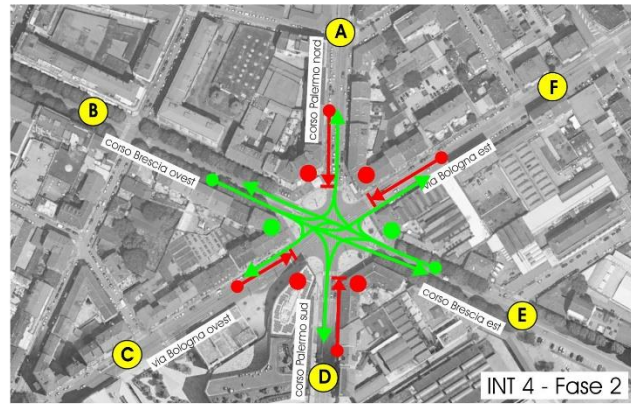 A
corso Palermo nord
F
B
corso Brescia ovest
via Bologna est
corso Brescia est
E
via Bologna ovest
C
corso Palermo sud
D
INT 4 - Fase 2